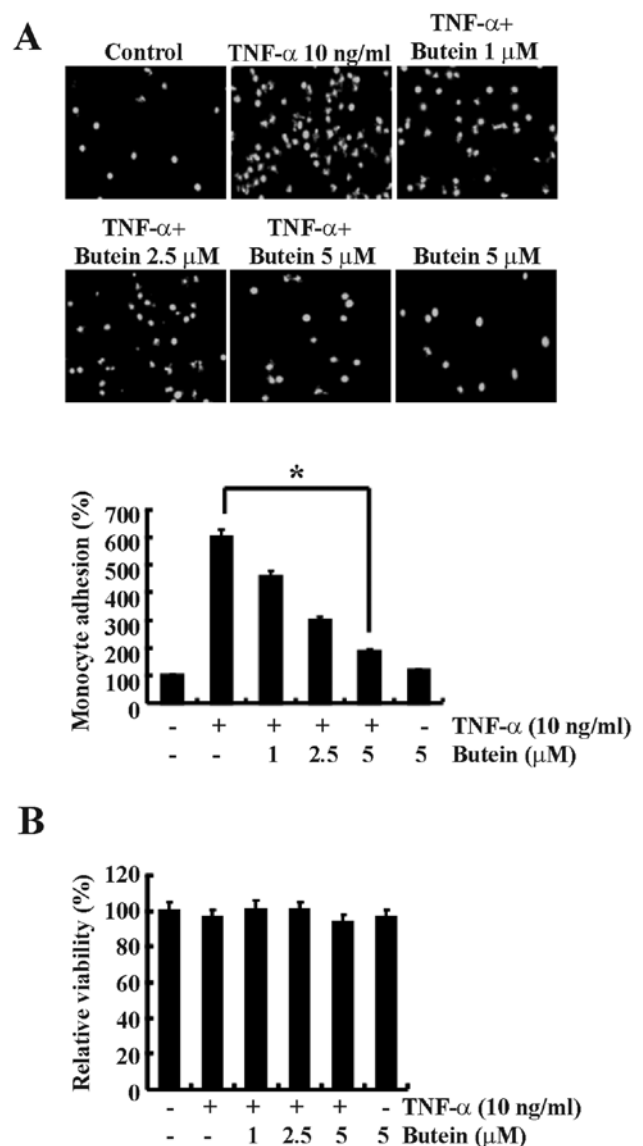 A
Control
TNF-α 10 ng/ml
TNF-α+
Butein 1 μM
TNF-α+
Butein 2.5 μM
TNF-α+
Butein 5 μM
Butein 5 μM
*
Monocyte adhesion (%)
700
600
500
400
300
200
100
0
- + + + + - TNF-α (10 ng/ml)
- - 1 2.5 5 5 Butein (μM)
B
Relative viability (%)
120
100
80
60
40
20
0
- + + + + - TNF-α (10 ng/ml)
- - 1 2.5 5 5 Butein (μM)